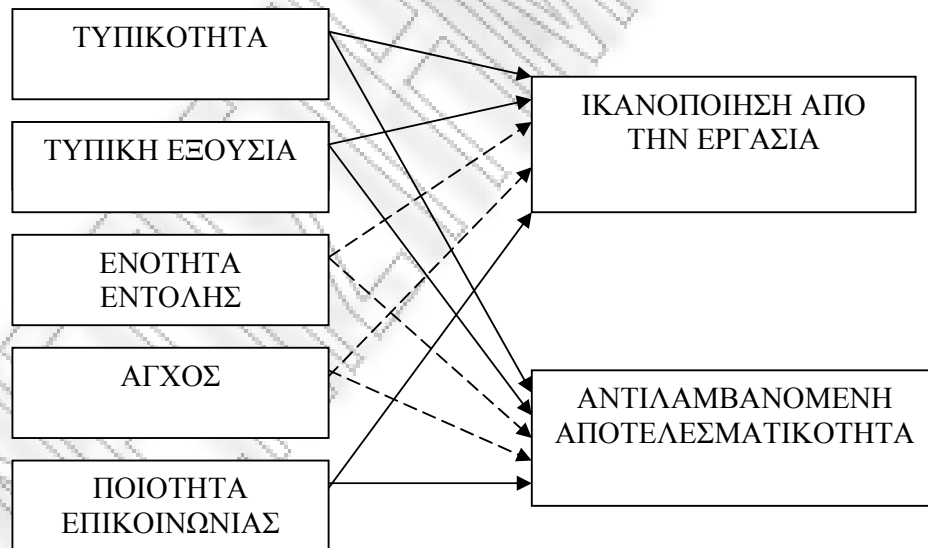 ΤΥΠΙΚΟΤΗΤΑ
ΤΥΠΙΚΗ ΕΞΟΥΣΙΑ
ΕΝΟΤΗΤΑ
ΕΝΤΟΛΗΣ
ΑΓΧΟΣ
ΠΟΙΟΤΗΤΑ
ΕΠΙΚΟΙΝΩΝΙΑΣ
ΙΚΑΝΟΠΟΙΗΣΗ ΑΠΟ
ΤΗΝ ΕΡΓΑΣΙΑ
ΑΝΤΙΛΑΜΒΑΝΟΜΕΝΗ
ΑΠΟΤΕΛΕΣΜΑΤΙΚΟΤΗΤΑ